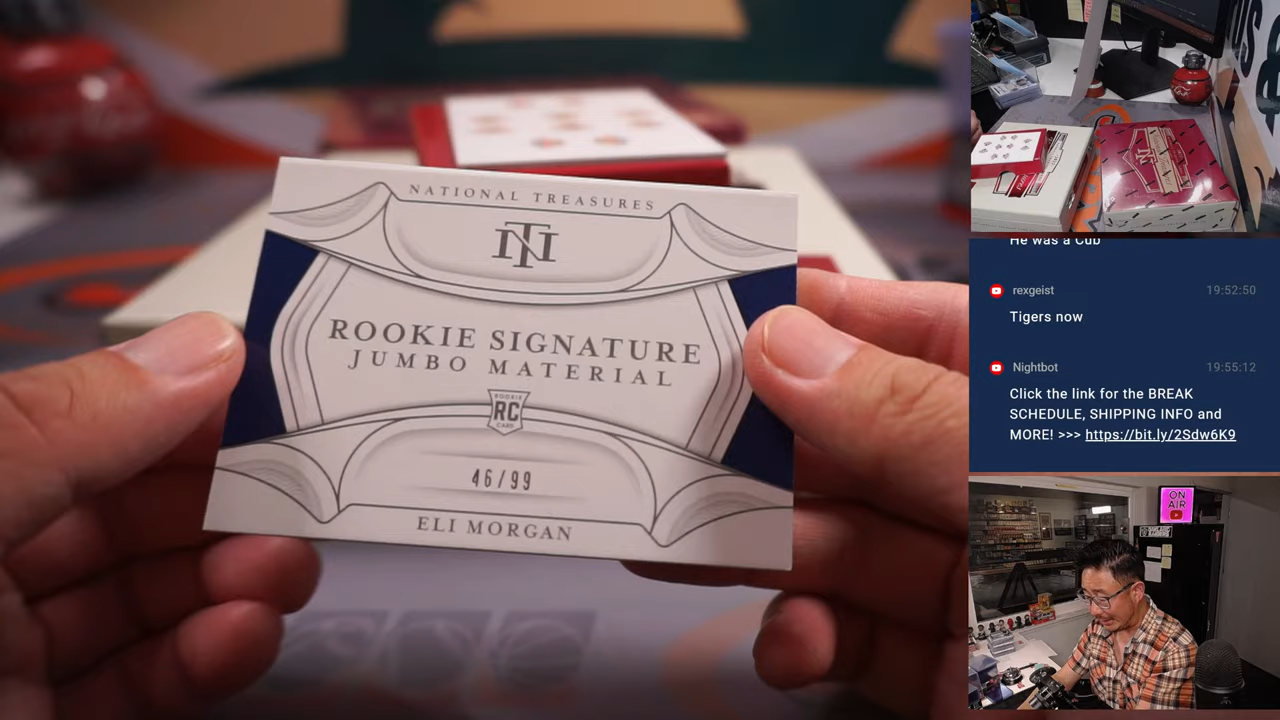 NATIONAL TREASURES
NT
ROOKIE SIGNATURE
JUMBO MATERIAL
ROOKIE
RC
CARD
46/99
ELI MORGAN
He was a Cub
rexgeist 19:52:50
Tigers now
Nightbot 19:55:12
Click the link for the BREAK
SCHEDULE, SHIPPING INFO and
MORE! >>> https://bit.ly/2Sdw6K9
ON
AIR